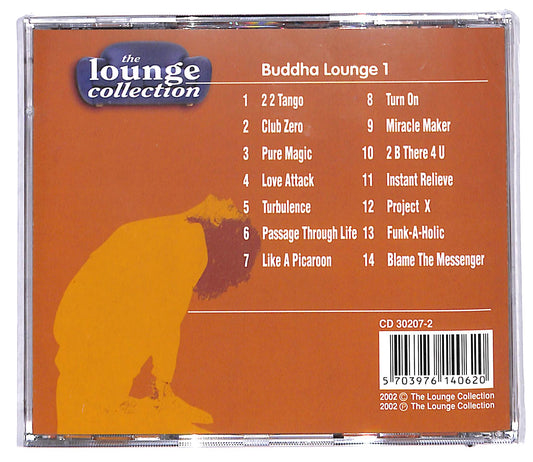 the
lounge
collection
Buddha Lounge 1
1 2 2 Tango
2 Club Zero
3 Pure Magic
4 Love Attack
5 Turbulence
6 Passage Through Life
7 Like A Picaroon
8 Turn On
9 Miracle Maker
10 2 B There 4 U
11 Instant Relieve
12 Project X
13 Funk-A-Holic
14 Blame The Messenger
CD 30207-2
5 703976 140620
2002 © The Lounge Collection
2002 ℗ The Lounge Collection